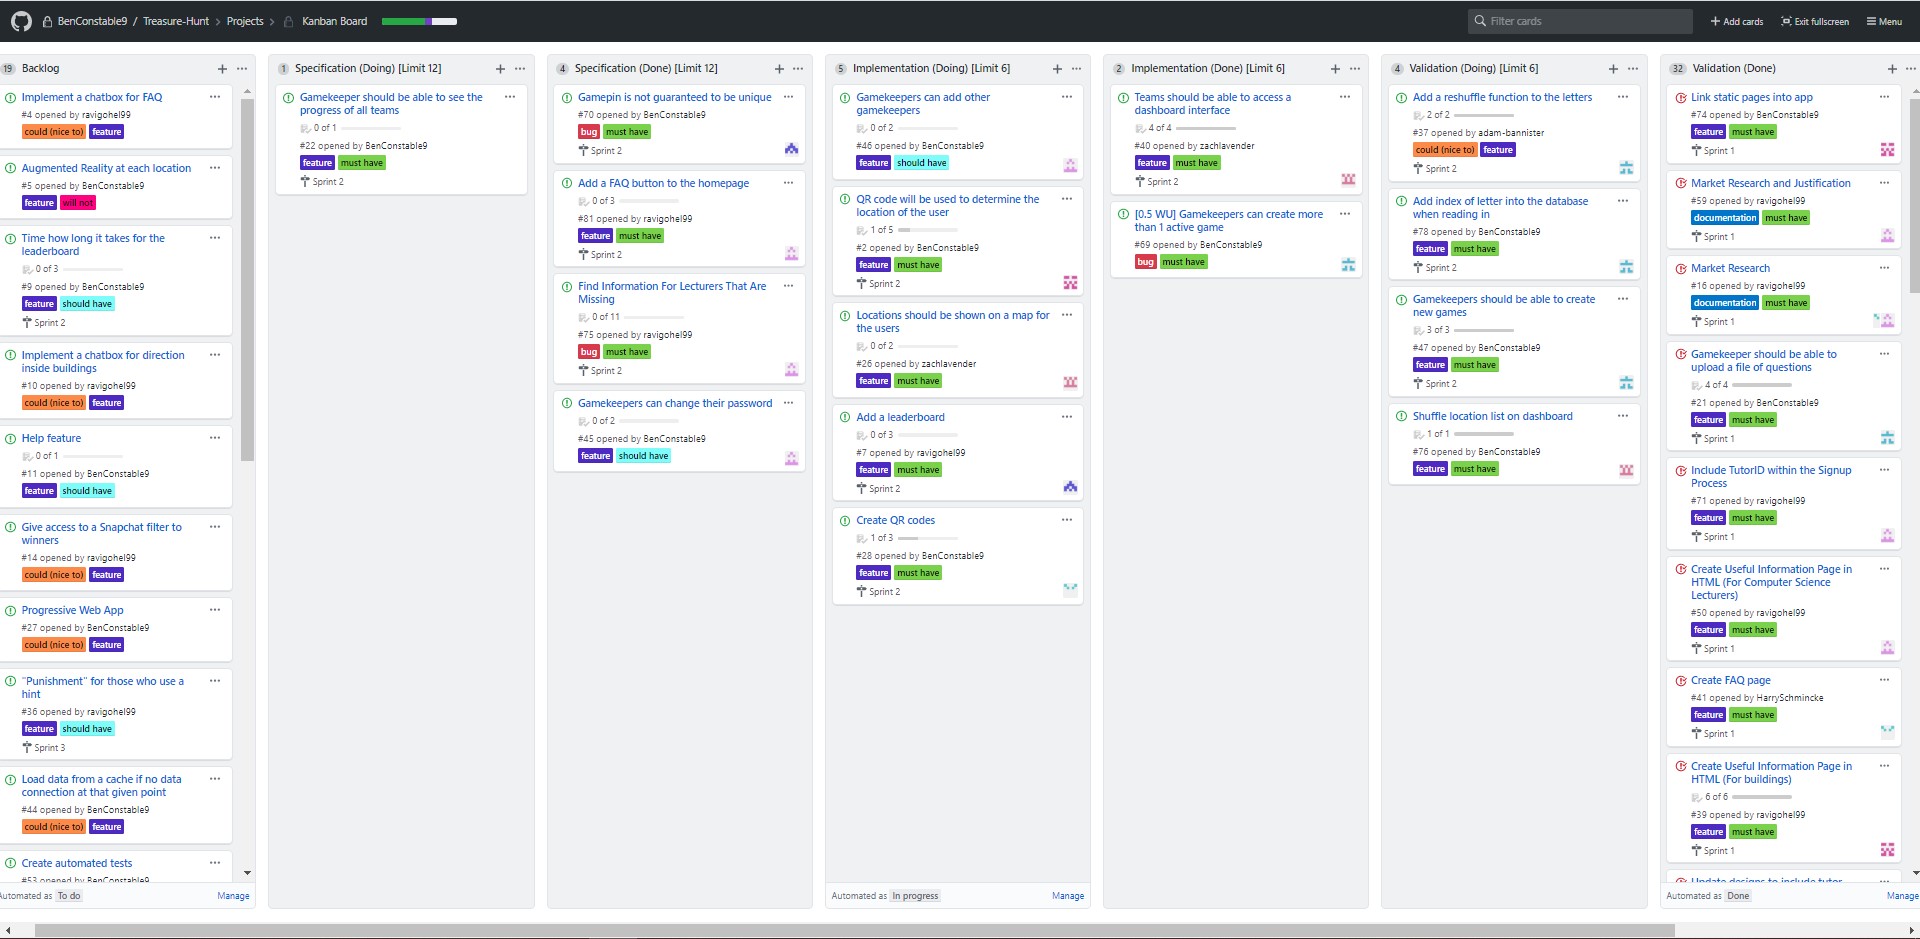 BenConstable9 / Treasure-Hunt > Projects > Kanban Board
Filter cards
Add cards
Exit fullscreen
Menu
19 Backlog
Implement a chatbox for FAQ
#4 opened by ravigohel99
could (nice to) feature
Augmented Reality at each location
#5 opened by BenConstable9
feature will not
Time how long it takes for the
leaderboard
0 of 3
#9 opened by BenConstable9
feature should have
Sprint 2
Implement a chatbox for direction
inside buildings
#10 opened by ravigohel99
could (nice to) feature
Help feature
0 of 1
#11 opened by BenConstable9
feature should have
Give access to a Snapchat filter to
winners
#14 opened by ravigohel99
could (nice to) feature
Progressive Web App
#27 opened by BenConstable9
could (nice to) feature
"Punishment" for those who use a
hint
#36 opened by ravigohel99
feature should have
Sprint 3
Load data from a cache if no data
connection at that given point
#44 opened by BenConstable9
could (nice to) feature
Create automated tests
#53 opened by BenConstable9
Automated as To do
Manage
1 Specification (Doing) [Limit 12]
Gamekeeper should be able to see the
progress of all teams
0 of 1
#22 opened by BenConstable9
feature must have
Sprint 2
4 Specification (Done) [Limit 12]
Gamepin is not guaranteed to be unique
#70 opened by BenConstable9
bug must have
Sprint 2
Add a FAQ button to the homepage
0 of 3
#81 opened by ravigohel99
feature must have
Sprint 2
Find Information For Lecturers That Are
Missing
0 of 11
#75 opened by ravigohel99
bug must have
Sprint 2
Gamekeepers can change their password
0 of 2
#45 opened by BenConstable9
feature should have
5 Implementation (Doing) [Limit 6]
Gamekeepers can add other
gamekeepers
0 of 2
#46 opened by BenConstable9
feature should have
QR code will be used to determine the
location of the user
1 of 5
#2 opened by BenConstable9
feature must have
Sprint 2
Locations should be shown on a map for
the users
0 of 2
#26 opened by zachlavender
feature must have
Add a leaderboard
0 of 3
#7 opened by ravigohel99
feature must have
Sprint 2
Create QR codes
1 of 3
#28 opened by BenConstable9
feature must have
Sprint 2
Automated as In progress
Manage
2 Implementation (Done) [Limit 6]
Teams should be able to access a
dashboard interface
4 of 4
#40 opened by zachlavender
feature must have
Sprint 2
[0.5 WU] Gamekeepers can create more
than 1 active game
#69 opened by BenConstable9
bug must have
4 Validation (Doing) [Limit 6]
Add a reshuffle function to the letters
2 of 2
#37 opened by adam-bannister
could (nice to) feature
Sprint 2
Add index of letter into the database
when reading in
#78 opened by BenConstable9
feature must have
Sprint 2
Gamekeepers should be able to create
new games
3 of 3
#47 opened by BenConstable9
feature must have
Sprint 2
Shuffle location list on dashboard
1 of 1
#76 opened by BenConstable9
feature must have
32 Validation (Done)
Link static pages into app
#74 opened by BenConstable9
feature must have
Sprint 1
Market Research and Justification
#59 opened by ravigohel99
documentation must have
Sprint 1
Market Research
#16 opened by ravigohel99
documentation must have
Sprint 1
Gamekeeper should be able to
upload a file of questions
4 of 4
#21 opened by BenConstable9
feature must have
Sprint 1
Include TutorID within the Signup
Process
#71 opened by ravigohel99
feature must have
Sprint 1
Create Useful Information Page in
HTML (For Computer Science
Lecturers)
#50 opened by ravigohel99
feature must have
Sprint 1
Create FAQ page
#41 opened by HarrySchmincke
feature must have
Sprint 1
Create Useful Information Page in
HTML (For buildings)
6 of 6
#39 opened by ravigohel99
feature must have
Sprint 1
Update designs to include tutor
Automated as Done
Manage